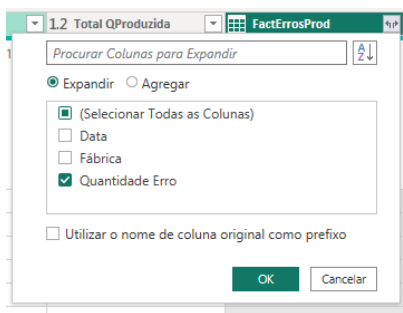 1.2 Total QProduzida FactErrosProd
Procurar Colunas para Expandir
Expandir Agregar
(Selecionar Todas as Colunas)
Data
Fábrica
Quantidade Erro
Utilizar o nome de coluna original como prefixo
OK Cancelar